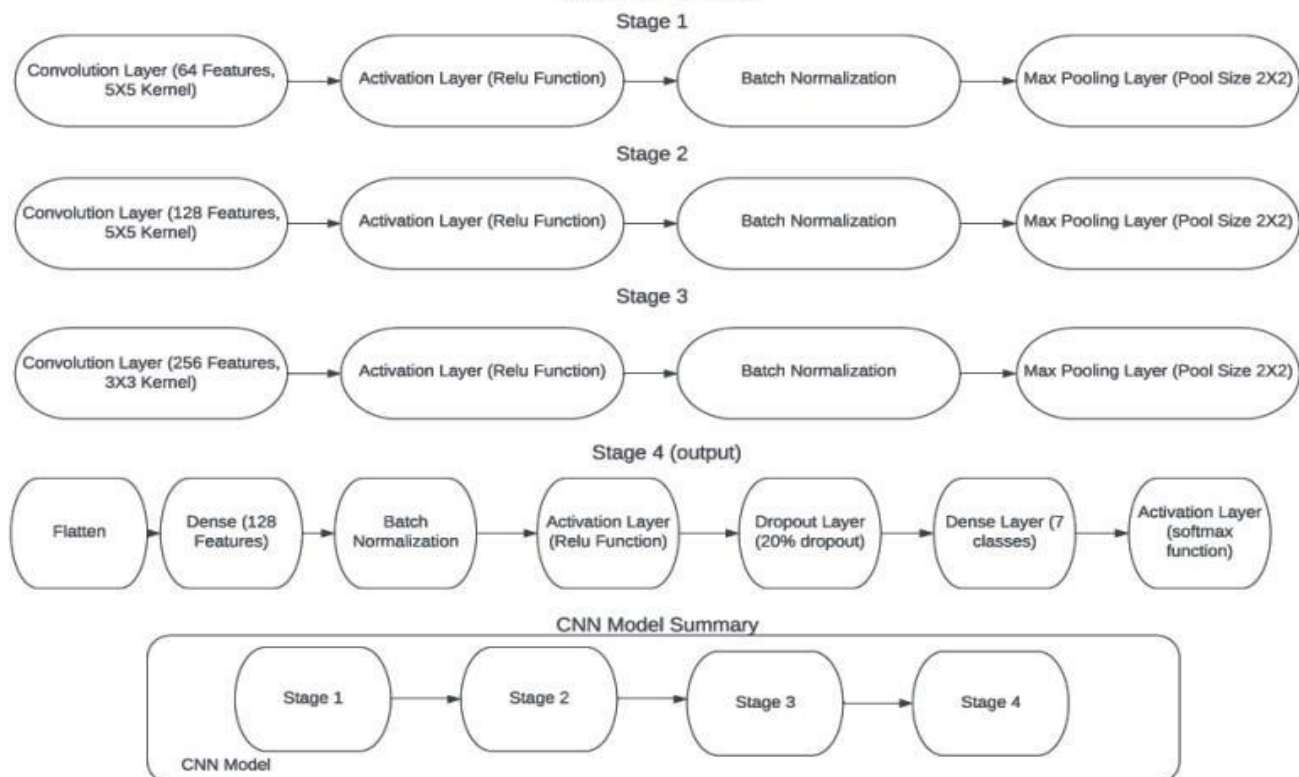 Stage 1
Convolution Layer (64 Features,
5X5 Kernel)
Activation Layer (Relu Function)
Batch Normalization
Max Pooling Layer (Pool Size 2X2)
Stage 2
Convolution Layer (128 Features,
5X5 Kernel)
Activation Layer (Relu Function)
Batch Normalization
Max Pooling Layer (Pool Size 2X2)
Stage 3
Convolution Layer (256 Features,
3X3 Kernel)
Activation Layer (Relu Function)
Batch Normalization
Max Pooling Layer (Pool Size 2X2)
Stage 4 (output)
Flatten
Dense (128
Features)
Batch
Normalization
Activation Layer
(Relu Function)
Dropout Layer
(20% dropout)
Dense Layer (7
classes)
Activation Layer
(softmax
function)
CNN Model Summary
Stage 1
Stage 2
Stage 3
Stage 4
CNN Model